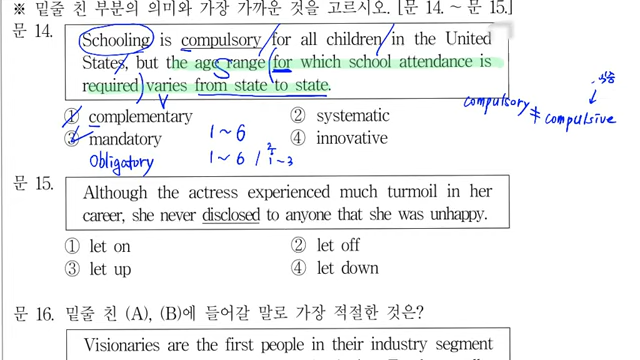 ※ 밑줄 친 부분의 의미와 가장 가까운 것을 고르시오. [문 14. ~ 문 15.]
문 14. Schooling is compulsory for all children in the United
States, but the age range for which school attendance is
required varies from state to state.
S
V
① complementary ② systematic
③ mandatory ④ innovative
Obligatory
1~6
1~6 / 중 1~3
compulsory ≠ compulsive
문 15. Although the actress experienced much turmoil in her
career, she never disclosed to anyone that she was unhappy.
① let on ② let off
③ let up ④ let down
문 16. 밑줄 친 (A), (B)에 들어갈 말로 가장 적절한 것은?
Visionaries are the first people in their industry segment